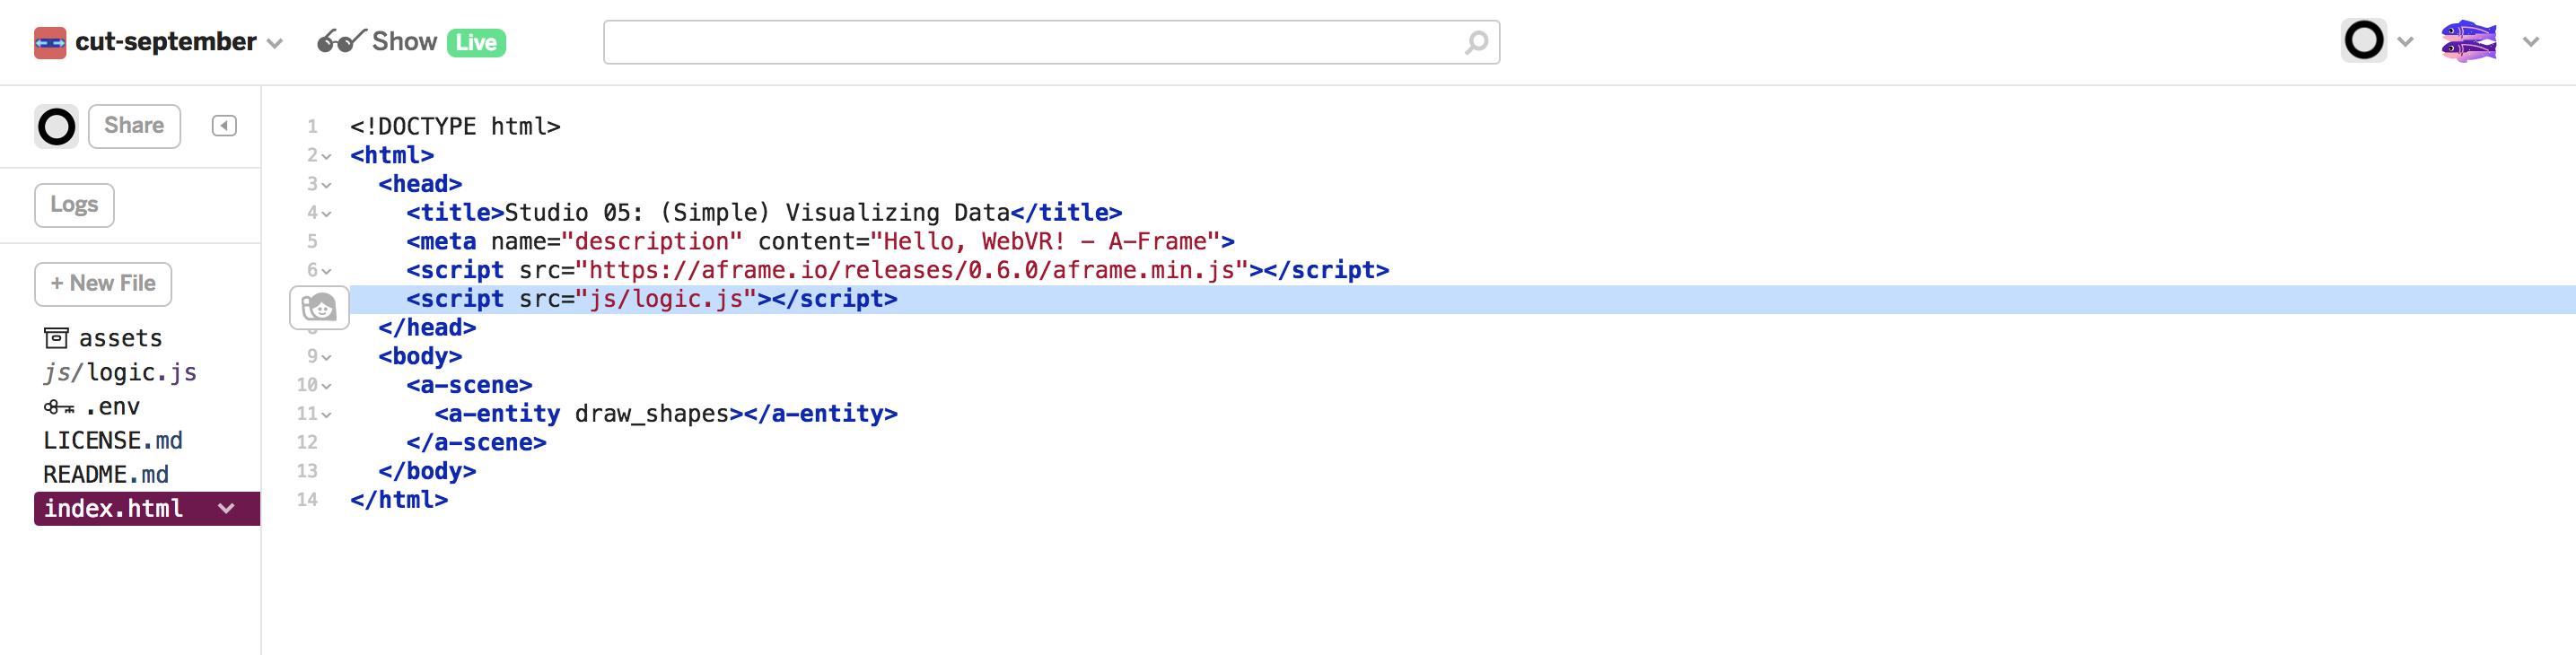 cut-september Show Live
Share
Logs
+ New File
assets
js/logic.js
.env
LICENSE.md
README.md
index.html
1 <!DOCTYPE html>
2 <html>
3 <head>
4 <title>Studio 05: (Simple) Visualizing Data</title>
5 <meta name="description" content="Hello, WebVR! - A-Frame">
6 <script src="https://aframe.io/releases/0.6.0/aframe.min.js"></script>
<script src="js/logic.js"></script>
</head>
9 <body>
10 <a-scene>
11 <a-entity draw_shapes></a-entity>
12 </a-scene>
13 </body>
14 </html>